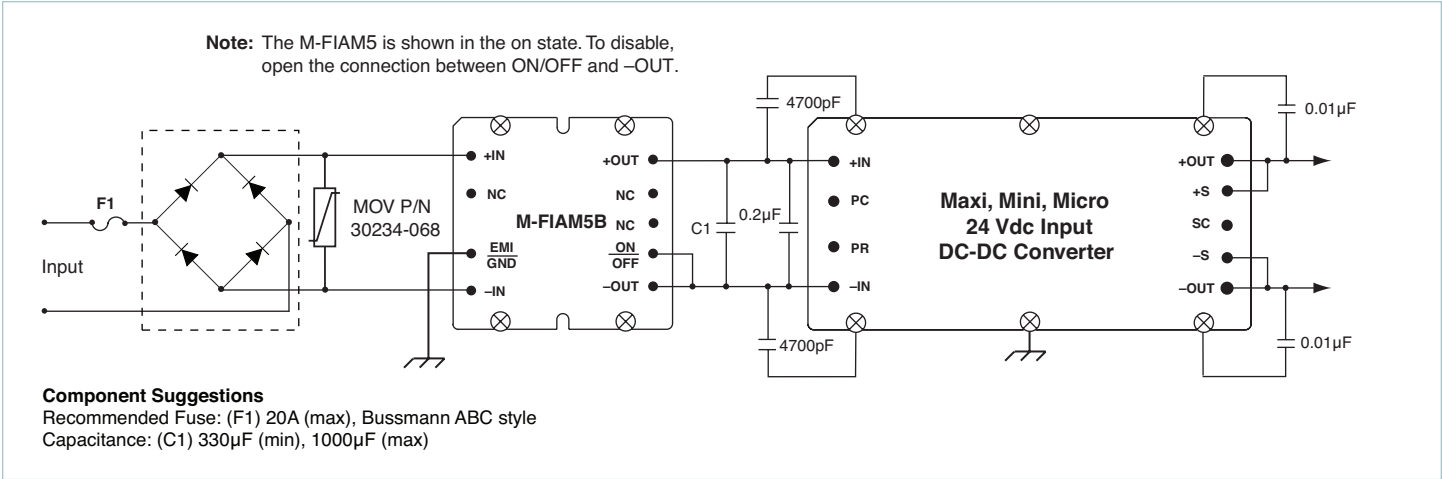 Note: The M-FIAM5 is shown in the on state. To disable,
open the connection between ON/OFF and –OUT.
F1
Input
MOV P/N
30234-068
+IN
NC
EMI
GND
–IN
M-FIAM5B
+OUT
NC
NC
ON
OFF
–OUT
C1
0.2µF
4700pF
4700pF
+IN
PC
PR
–IN
Maxi, Mini, Micro
24 Vdc Input
DC-DC Converter
+OUT
+S
SC
–S
–OUT
0.01µF
0.01µF
Component Suggestions
Recommended Fuse: (F1) 20A (max), Bussmann ABC style
Capacitance: (C1) 330µF (min), 1000µF (max)